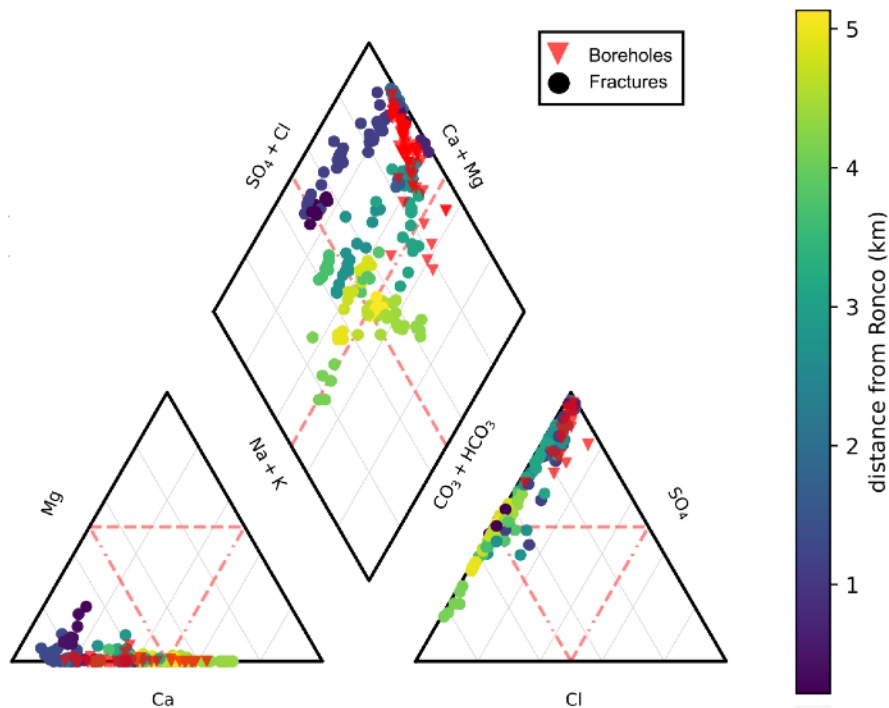 Boreholes
Fractures
SO₄ + Cl
Ca + Mg
Na + K
CO₃ + HCO₃
Mg
Ca
SO₄
Cl
5
4
3
2
1
distance from Ronco (km)